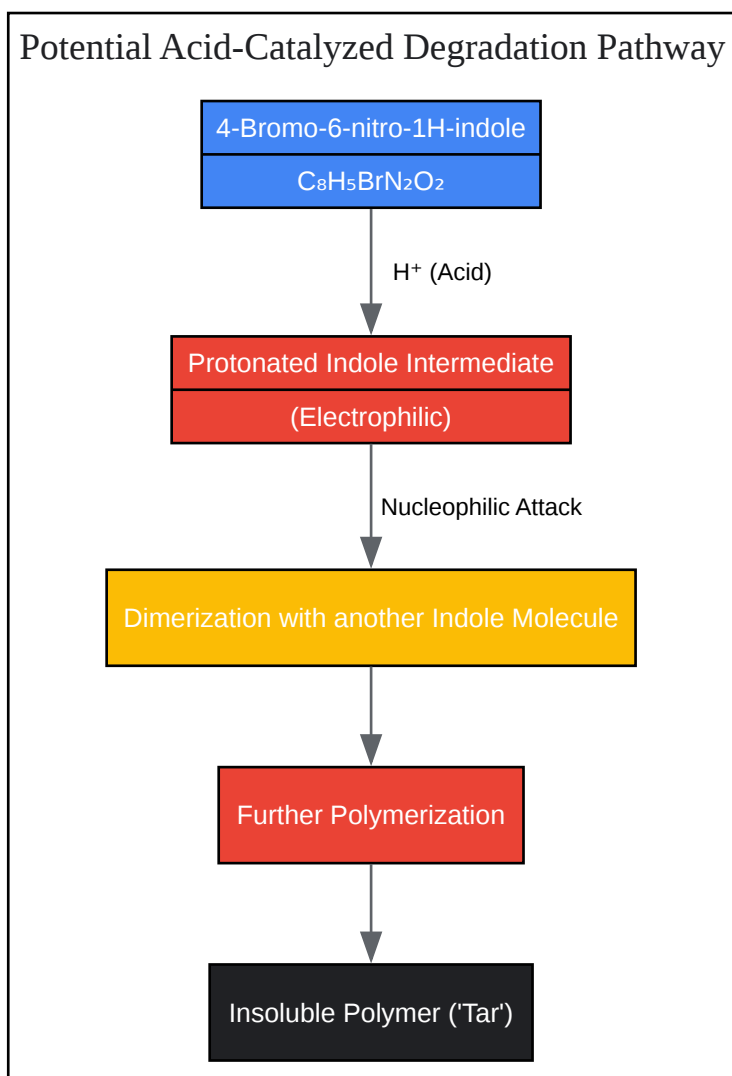 Potential Acid-Catalyzed Degradation Pathway
4-Bromo-6-nitro-1H-indole
C₈H₅BrN₂O₂
H⁺ (Acid)
Protonated Indole Intermediate
(Electrophilic)
Nucleophilic Attack
Dimerization with another Indole Molecule
Further Polymerization
Insoluble Polymer ('Tar')